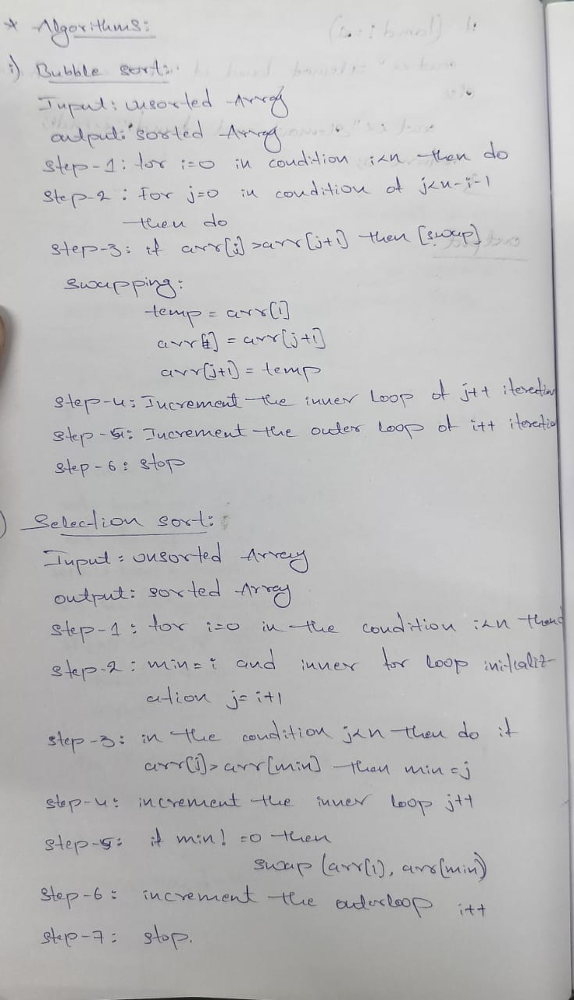 * Algorithms:
i) Bubble sort:
Input: unsorted Array
output: sorted Array
step-1: for i=0 in condition i<n then do
step-2: for j=0 in condition of j<n-i-1
then do
step-3: if arr[j] >arr[j+1] then [swap]
swapping:
temp = arr[j]
arr[j] = arr[j+1]
arr[j+1] = temp
step-4: Increment the inner loop of j++ iteration
step-5: Increment the outer loop of i++ iteratio
step-6: stop
) Selection sort:
Input: unsorted Array
output: sorted Array
step-1: for i=0 in the condition i<n then d
step-2: min=i and inner for loop initializ-
ation j=i+1
step-3: in the condition j<n then do if
arr[j]>arr[min] then min=j
step-4: increment the inner loop j++
step-5: if min! =0 then
swap (arr[i), arr[min)
step-6: increment the outerloop i++
step-7: stop.